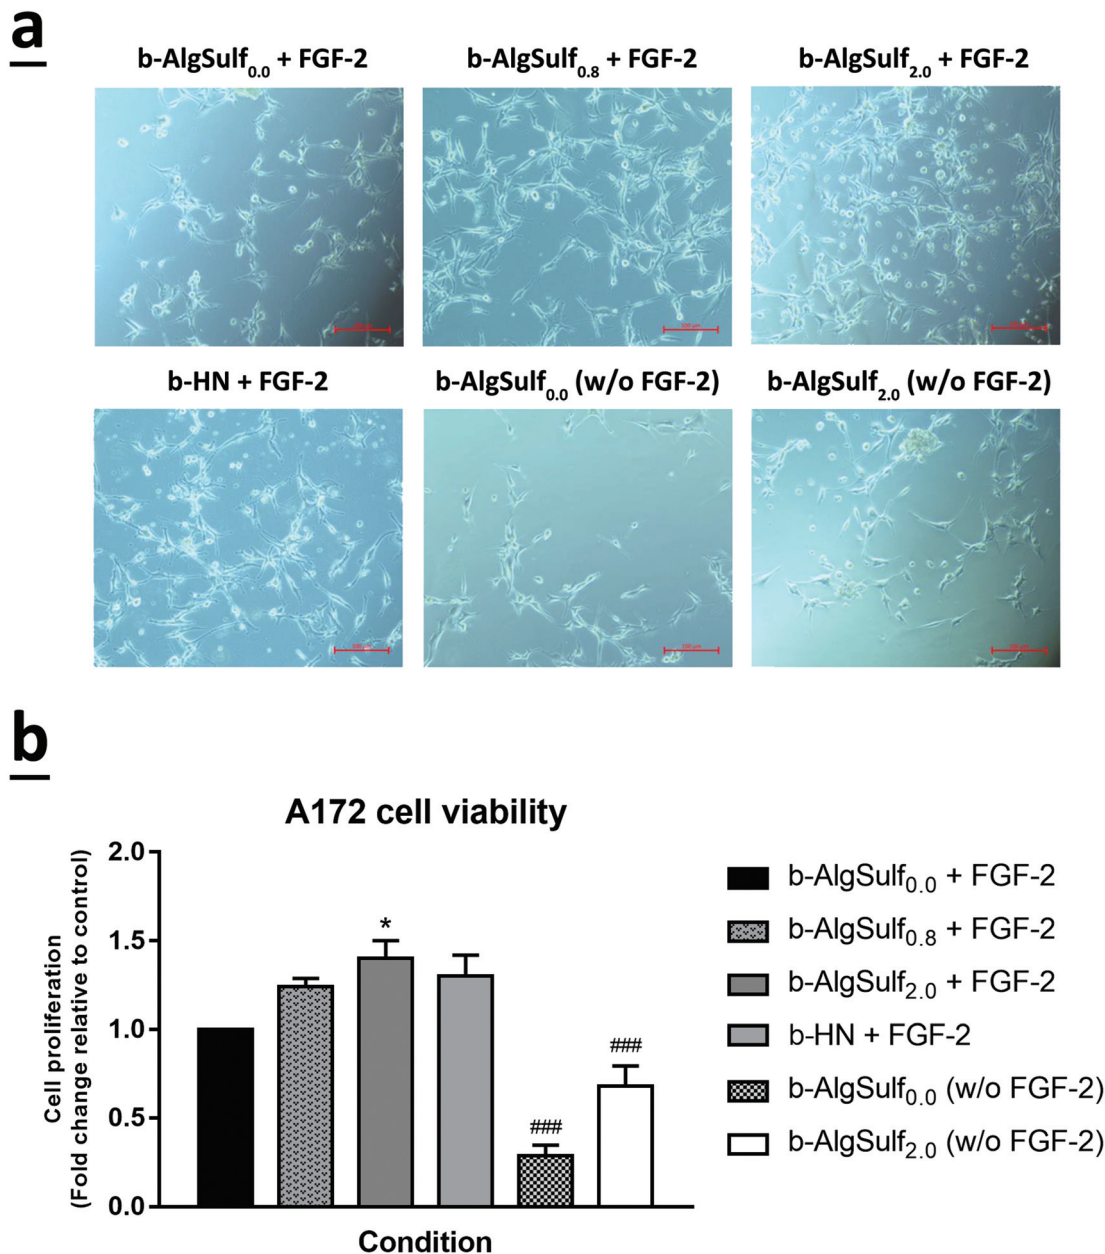 a
b-AlgSulf0.0 + FGF-2
b-AlgSulf0.8 + FGF-2
b-AlgSulf2.0 + FGF-2
b-HN + FGF-2
b-AlgSulf0.0 (w/o FGF-2)
b-AlgSulf2.0 (w/o FGF-2)
b
A172 cell viability
Cell proliferation
(Fold change relative to control)
2.0
1.5
1.0
0.5
0.0
*
###
###
Condition
b-AlgSulf0.0 + FGF-2
b-AlgSulf0.8 + FGF-2
b-AlgSulf2.0 + FGF-2
b-HN + FGF-2
b-AlgSulf0.0 (w/o FGF-2)
b-AlgSulf2.0 (w/o FGF-2)